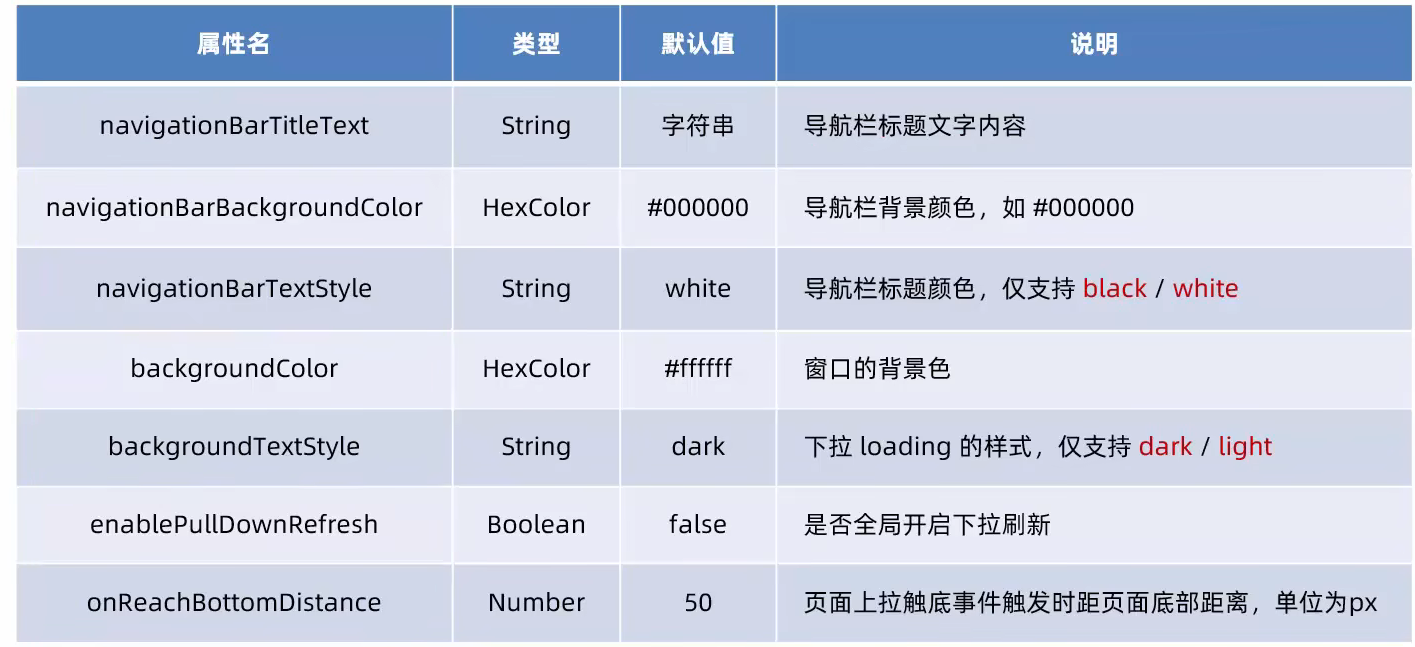 属性名 类型 默认值 说明
navigationBarTitleText String 字符串 导航栏标题文字内容
navigationBarBackgroundColor HexColor #000000 导航栏背景颜色，如 #000000
navigationBarTextStyle String white 导航栏标题颜色，仅支持 black / white
backgroundColor HexColor #ffffff 窗口的背景色
backgroundTextStyle String dark 下拉 loading 的样式，仅支持 dark / light
enablePullDownRefresh Boolean false 是否全局开启下拉刷新
onReachBottomDistance Number 50 页面上拉触底事件触发时距页面底部距离，单位为px